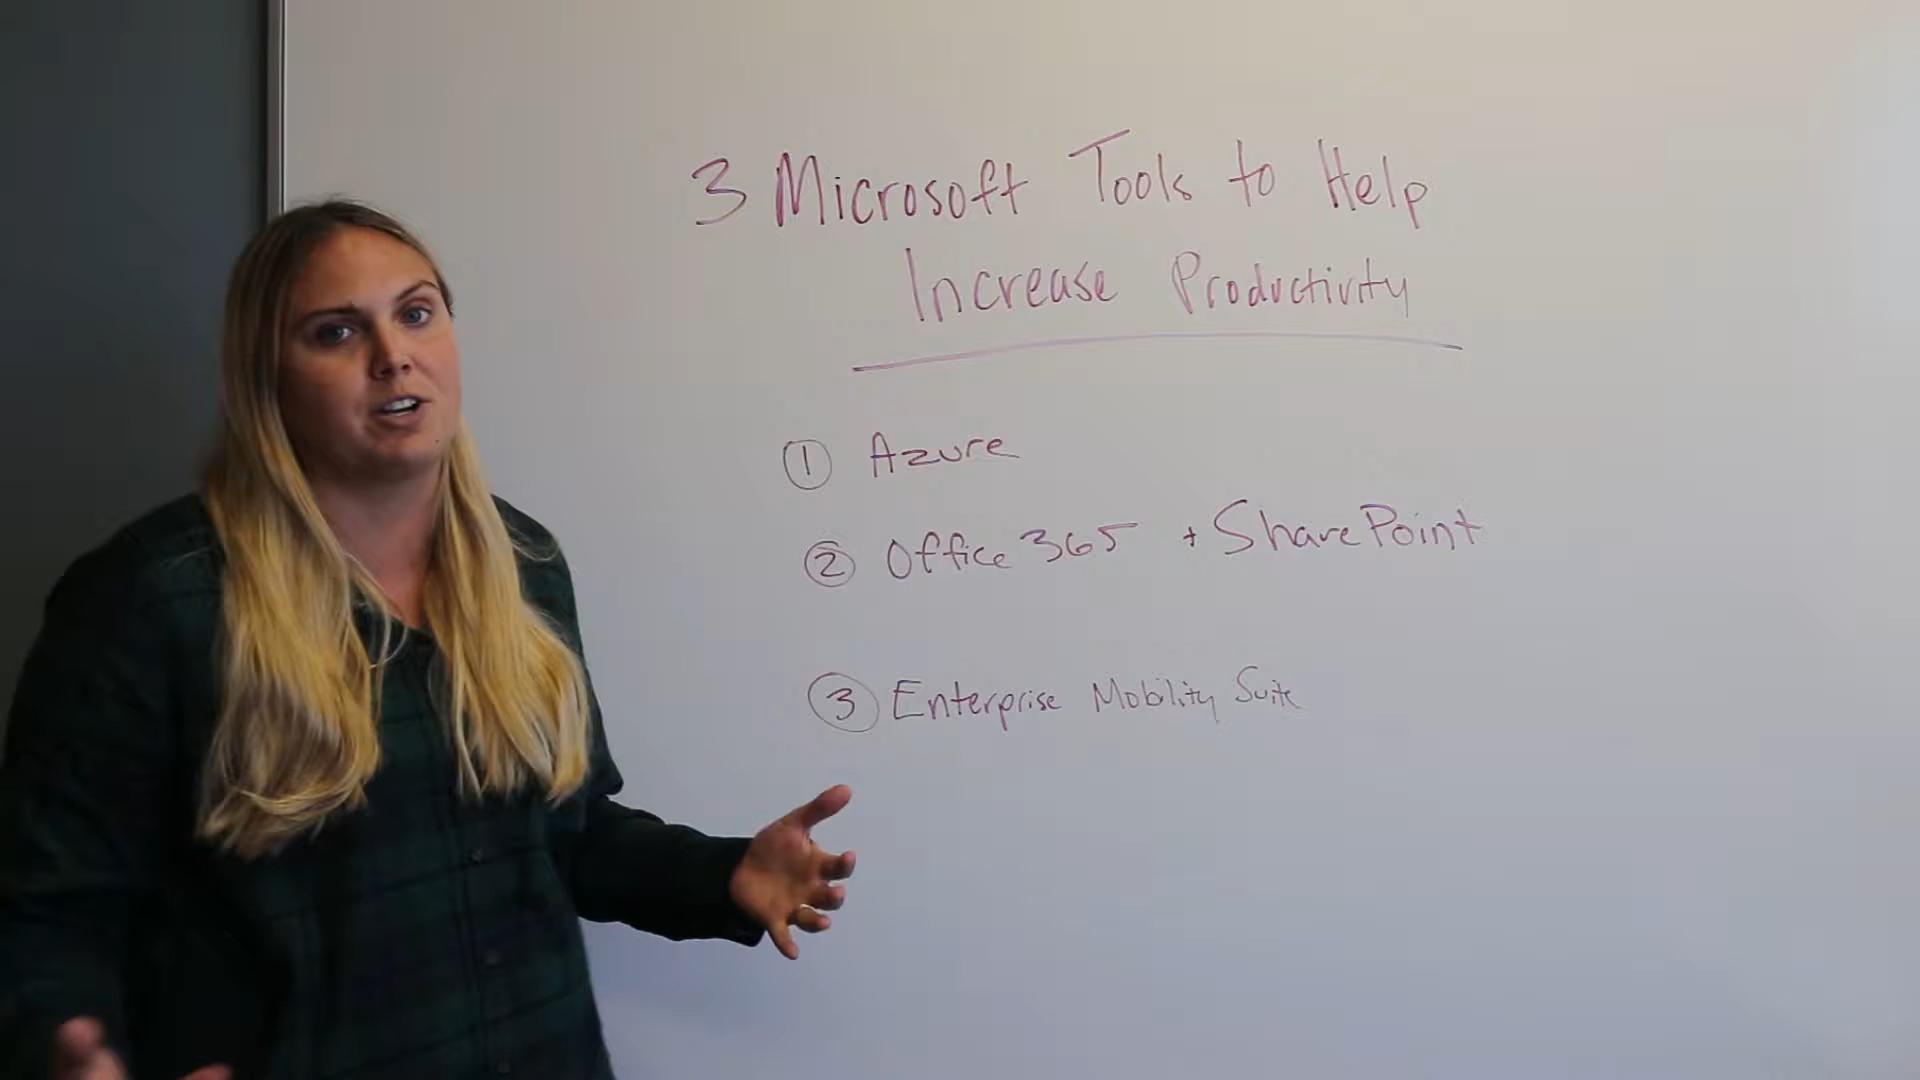 3 Microsoft Tools to Help
Increase Productivity
① Azure
② Office 365 + SharePoint
③ Enterprise Mobility Suite